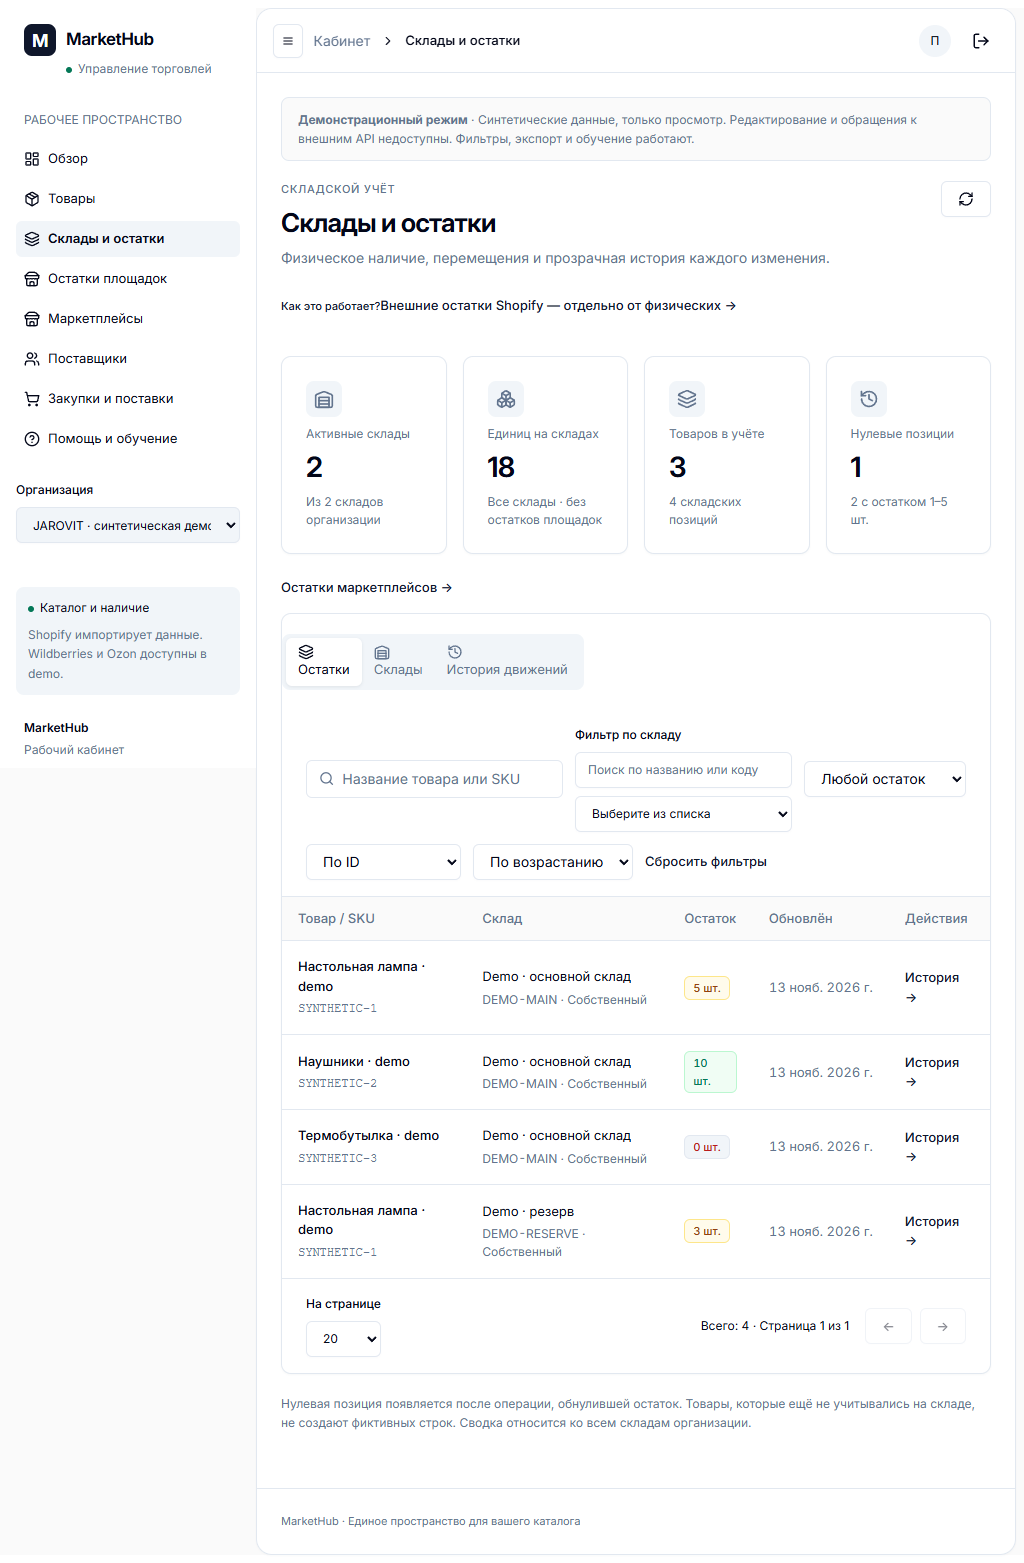 M MarketHub
Управление торговлей
РАБОЧЕЕ ПРОСТРАНСТВО
Обзор
Товары
Склады и остатки
Остатки площадок
Маркетплейсы
Поставщики
Закупки и поставки
Помощь и обучение
Организация
JAROVIT · синтетическая демо
Каталог и наличие
Shopify импортирует данные.
Wildberries и Ozon доступны в
demo.
MarketHub
Рабочий кабинет
Кабинет > Склады и остатки
П
Демонстрационный режим · Синтетические данные, только просмотр. Редактирование и обращения к
внешним API недоступны. Фильтры, экспорт и обучение работают.
СКЛАДСКОЙ УЧЁТ
Склады и остатки
Физическое наличие, перемещения и прозрачная история каждого изменения.
Как это работает?Внешние остатки Shopify — отдельно от физических →
Активные склады
2
Из 2 складов
организации
Единиц на складах
18
Все склады · без
остатков площадок
Товаров в учёте
3
4 складских
позиций
Нулевые позиции
1
2 с остатком 1–5
шт.
Остатки маркетплейсов →
Остатки
Склады
История движений
Название товара или SKU
Фильтр по складу
Поиск по названию или коду
Выберите из списка
Любой остаток
По ID
По возрастанию
Сбросить фильтры
Товар / SKU Склад Остаток Обновлён Действия
Настольная лампа ·
demo
SYNTHETIC-1
Demo · основной склад
DEMO-MAIN · Собственный
5 шт.
13 нояб. 2026 г.
История
→
Наушники · demo
SYNTHETIC-2
Demo · основной склад
DEMO-MAIN · Собственный
10
шт.
13 нояб. 2026 г.
История
→
Термобутылка · demo
SYNTHETIC-3
Demo · основной склад
DEMO-MAIN · Собственный
0 шт.
13 нояб. 2026 г.
История
→
Настольная лампа ·
demo
SYNTHETIC-1
Demo · резерв
DEMO-RESERVE ·
Собственный
3 шт.
13 нояб. 2026 г.
История
→
На странице
20
Всего: 4 · Страница 1 из 1
← →
Нулевая позиция появляется после операции, обнулившей остаток. Товары, которые ещё не учитывались на складе,
не создают фиктивных строк. Сводка относится ко всем складам организации.
MarketHub · Единое пространство для вашего каталога